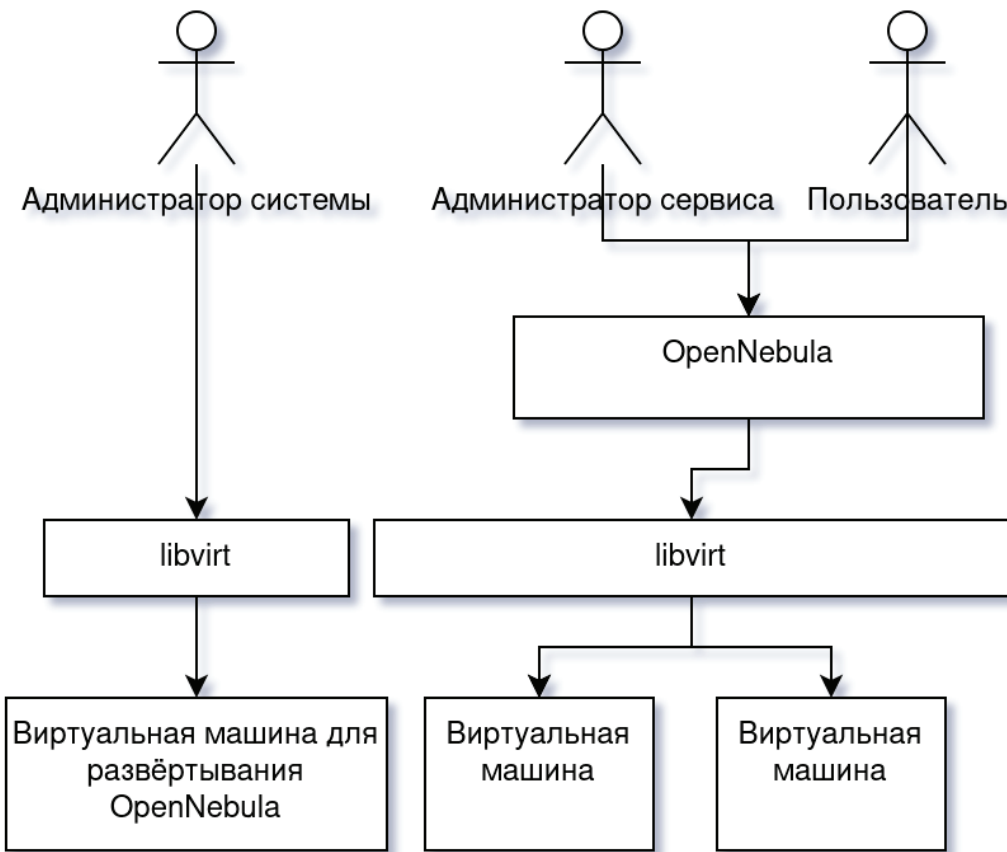 Администратор системы
Администратор сервиса
Пользователь
OpenNebula
libvirt
libvirt
Виртуальная машина для
развёртывания
OpenNebula
Виртуальная
машина
Виртуальная
машина